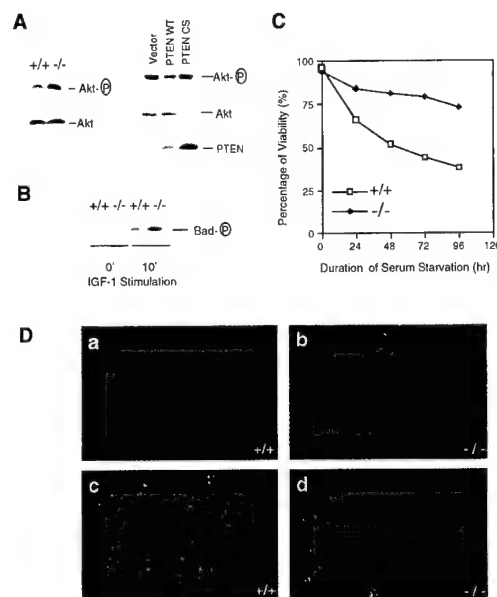 A
+/+ -/-
Akt-P
Akt
Vector
PTEN WT
PTEN CS
Akt-P
Akt
PTEN
B
+/+ -/- +/+ -/-
Bad-P
0' 10'
IGF-1 Stimulation
C
Percentage of Viability (%)
100
75
50
25
0
+/+
-/-
0 24 48 72 96 120
Duration of Serum Starvation (hr)
D
a
+/+
b
-/-
c
+/+
d
-/-